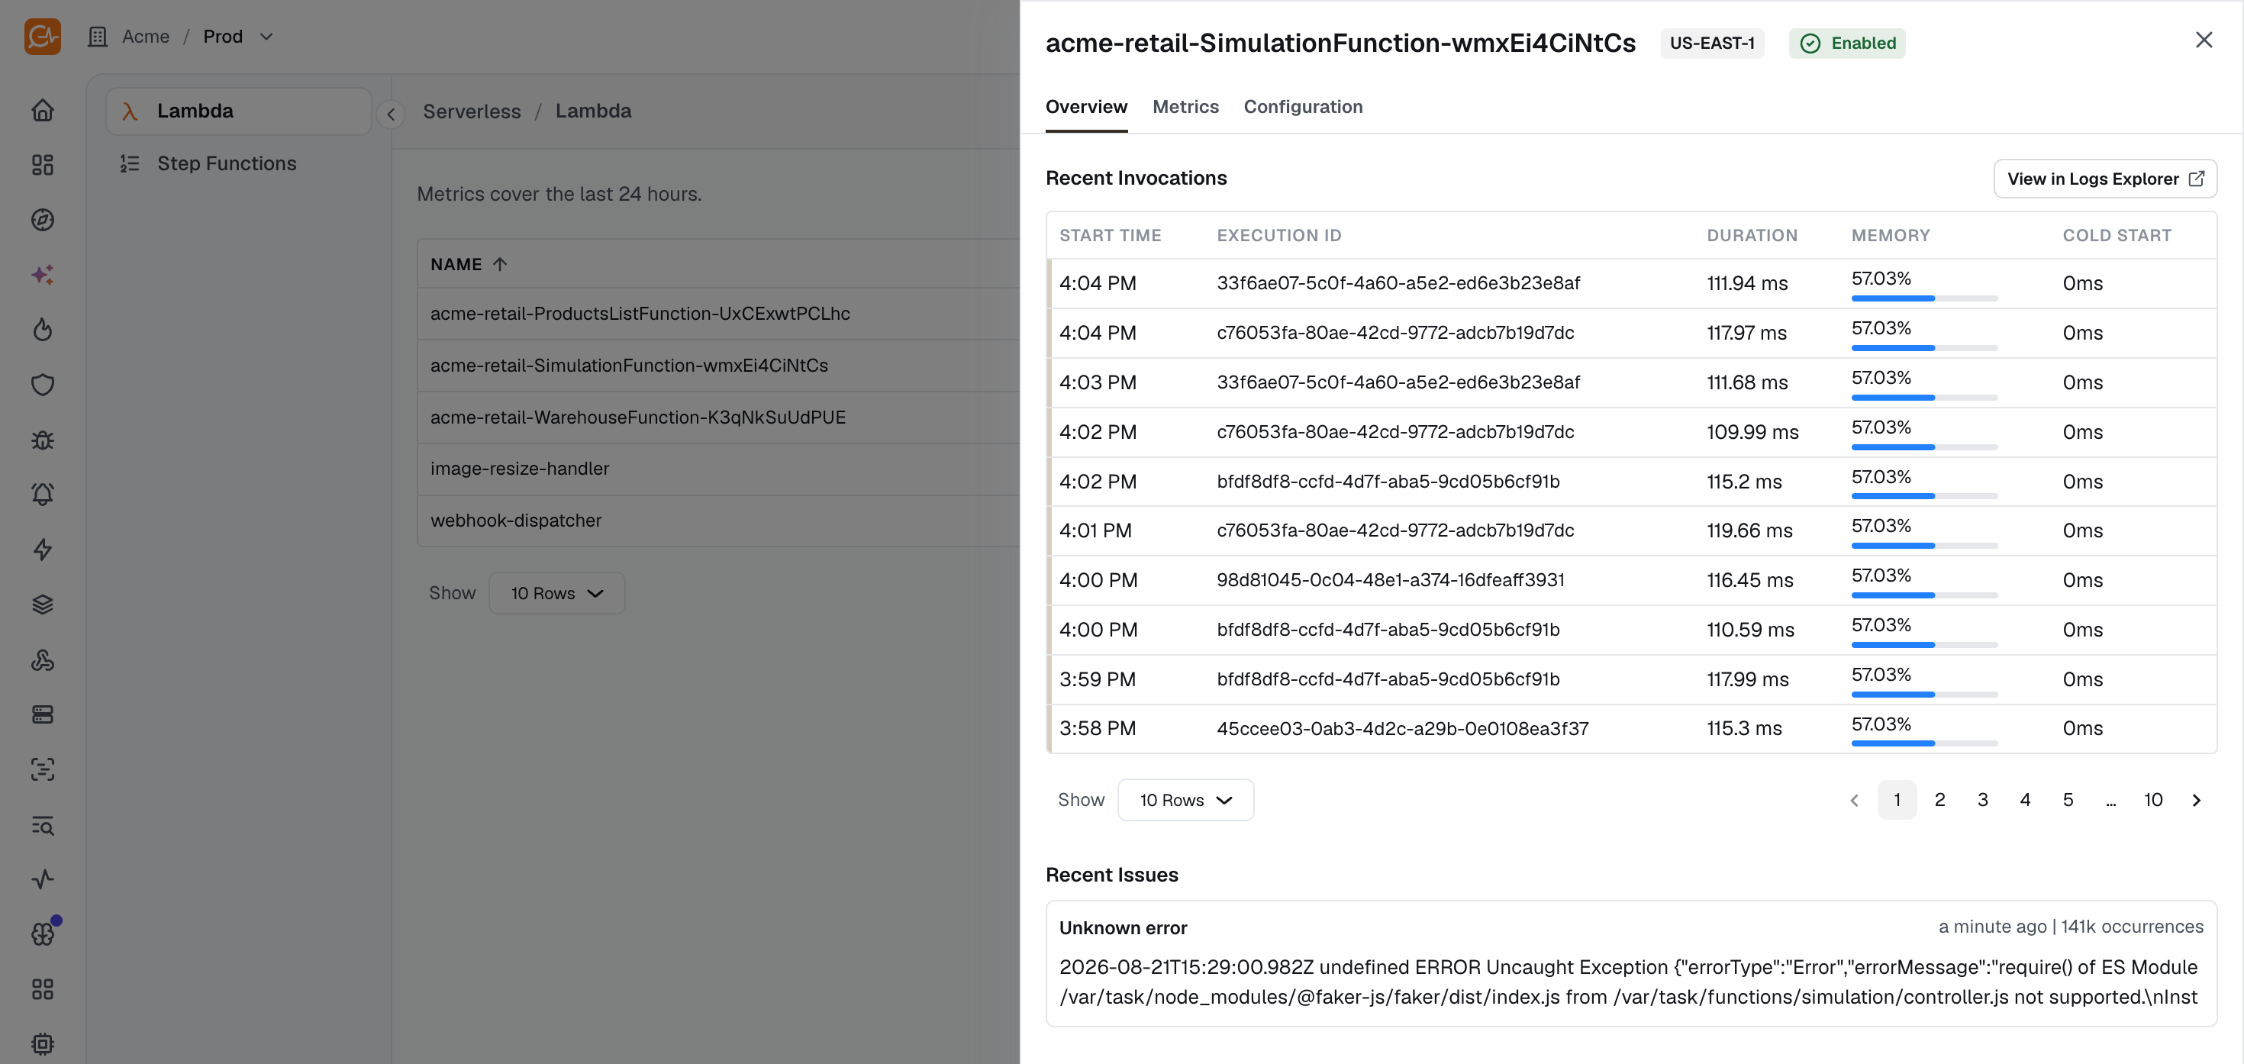 Acme / Prod
Lambda
Step Functions
Serverless / Lambda
Metrics cover the last 24 hours.
NAME
acme-retail-ProductsListFunction-UxCExwtPCLhc
acme-retail-SimulationFunction-wmxEi4CiNtCs
acme-retail-WarehouseFunction-K3qNkSuUdPUE
image-resize-handler
webhook-dispatcher
Show 10 Rows
acme-retail-SimulationFunction-wmxEi4CiNtCs US-EAST-1 Enabled
Overview Metrics Configuration
Recent Invocations View in Logs Explorer
START TIME EXECUTION ID DURATION MEMORY COLD START
4:04 PM 33f6ae07-5c0f-4a60-a5e2-ed6e3b23e8af 111.94 ms 57.03% 0ms
4:04 PM c76053fa-80ae-42cd-9772-adcb7b19d7dc 117.97 ms 57.03% 0ms
4:03 PM 33f6ae07-5c0f-4a60-a5e2-ed6e3b23e8af 111.68 ms 57.03% 0ms
4:02 PM c76053fa-80ae-42cd-9772-adcb7b19d7dc 109.99 ms 57.03% 0ms
4:02 PM bfdf8df8-ccfd-4d7f-aba5-9cd05b6cf91b 115.2 ms 57.03% 0ms
4:01 PM c76053fa-80ae-42cd-9772-adcb7b19d7dc 119.66 ms 57.03% 0ms
4:00 PM 98d81045-0c04-48e1-a374-16dfeaff3931 116.45 ms 57.03% 0ms
4:00 PM bfdf8df8-ccfd-4d7f-aba5-9cd05b6cf91b 110.59 ms 57.03% 0ms
3:59 PM bfdf8df8-ccfd-4d7f-aba5-9cd05b6cf91b 117.99 ms 57.03% 0ms
3:58 PM 45ccee03-0ab3-4d2c-a29b-0e0108ea3f37 115.3 ms 57.03% 0ms
Show 10 Rows 1 2 3 4 5 ... 10
Recent Issues
Unknown error a minute ago | 141k occurrences
2026-08-21T15:29:00.982Z undefined ERROR Uncaught Exception {"errorType":"Error","errorMessage":"require() of ES Module
/var/task/node_modules/@faker-js/faker/dist/index.js from /var/task/functions/simulation/controller.js not supported.\nInst